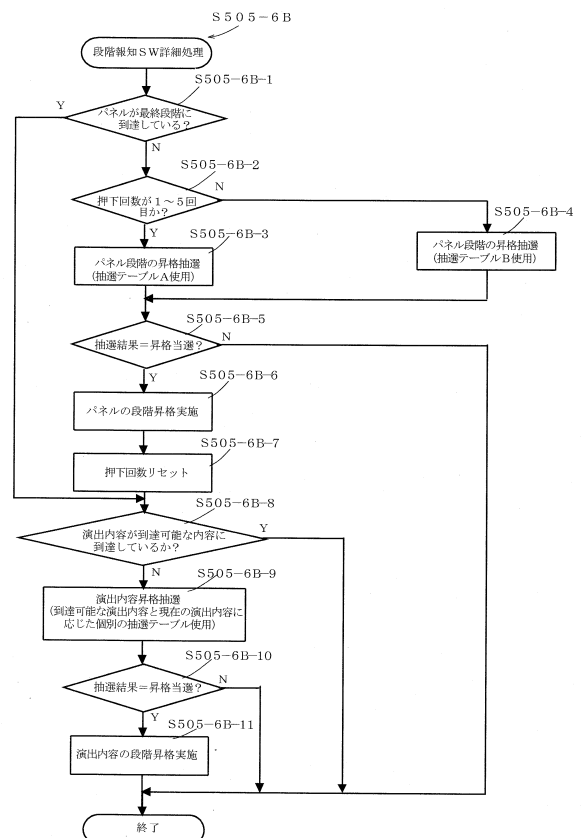 S505-6B
段階報知SW詳細処理
S505-6B-1
Y
パネルが最終段階に
到達している?
N
S505-6B-2
N
押下回数が1～5回
目か?
S505-6B-4
Y
S505-6B-3
パネル段階の昇格抽選
(抽選テーブルA使用)
パネル段階の昇格抽選
(抽選テーブルB使用)
S505-6B-5
N
抽選結果=昇格当選?
Y
S505-6B-6
パネルの段階昇格実施
S505-6B-7
押下回数リセット
S505-6B-8
Y
演出内容が到達可能な内容に
到達しているか?
N
S505-6B-9
演出内容昇格抽選
(到達可能な演出内容と現在の演出内容に
応じた個別の抽選テーブル使用)
S505-6B-10
N
抽選結果=昇格当選?
Y
S505-6B-11
演出内容の段階昇格実施
終了